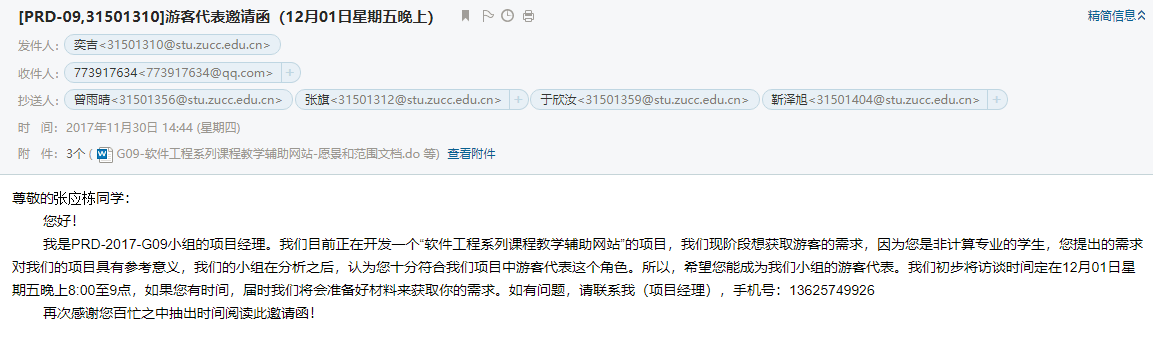 [PRD-09,31501310]游客代表邀请函（12月01日星期五晚上）
精简信息
发件人：奕吉<31501310@stu.zucc.edu.cn>
收件人：773917634<773917634@qq.com> +
抄送人：曾雨晴<31501356@stu.zucc.edu.cn> 张旗<31501312@stu.zucc.edu.cn> + 于欣汝<31501359@stu.zucc.edu.cn> 靳泽旭<31501404@stu.zucc.edu.cn> +
时 间：2017年11月30日 14:44 (星期四)
附 件：3个 ( G09-软件工程系列课程教学辅助网站-愿景和范围文档.do 等) 查看附件
尊敬的张应栋同学：
您好！
我是PRD-2017-G09小组的项目经理。我们目前正在开发一个“软件工程系列课程教学辅助网站”的项目，我们现阶段想获取游客的需求，因为您是非计算专业的学生，您提出的需求
对我们的项目具有参考意义，我们的小组在分析之后，认为您十分符合我们项目中游客代表这个角色。所以，希望您能成为我们小组的游客代表。我们初步将访谈时间定在12月01日星
期五晚上8:00至9点，如果您有时间，届时我们将会准备好材料来获取你的需求。如有问题，请联系我（项目经理），手机号：13625749926
再次感谢您百忙之中抽出时间阅读此邀请函！